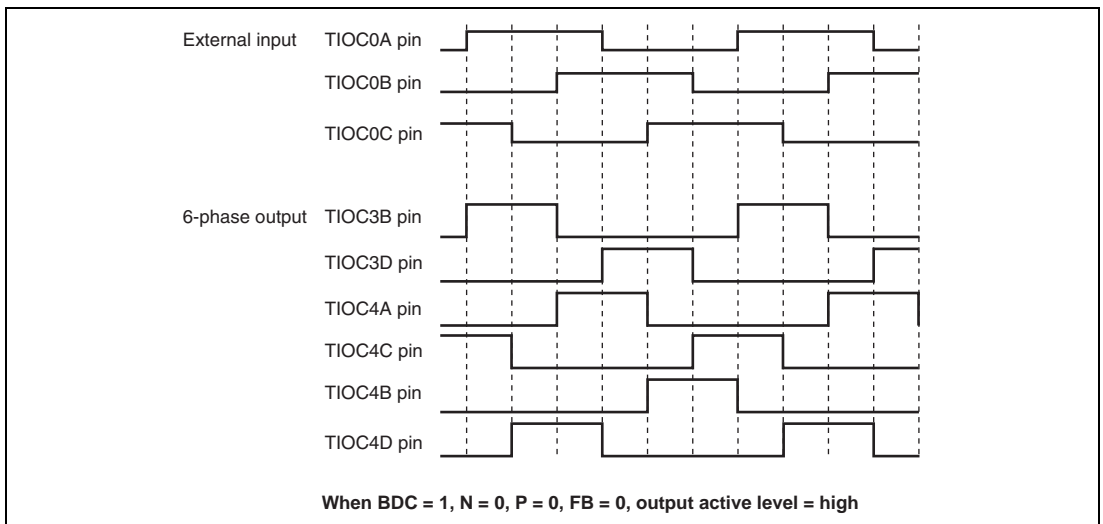 External input TIOC0A pin
TIOC0B pin
TIOC0C pin
6-phase output TIOC3B pin
TIOC3D pin
TIOC4A pin
TIOC4C pin
TIOC4B pin
TIOC4D pin
When BDC = 1, N = 0, P = 0, FB = 0, output active level = high